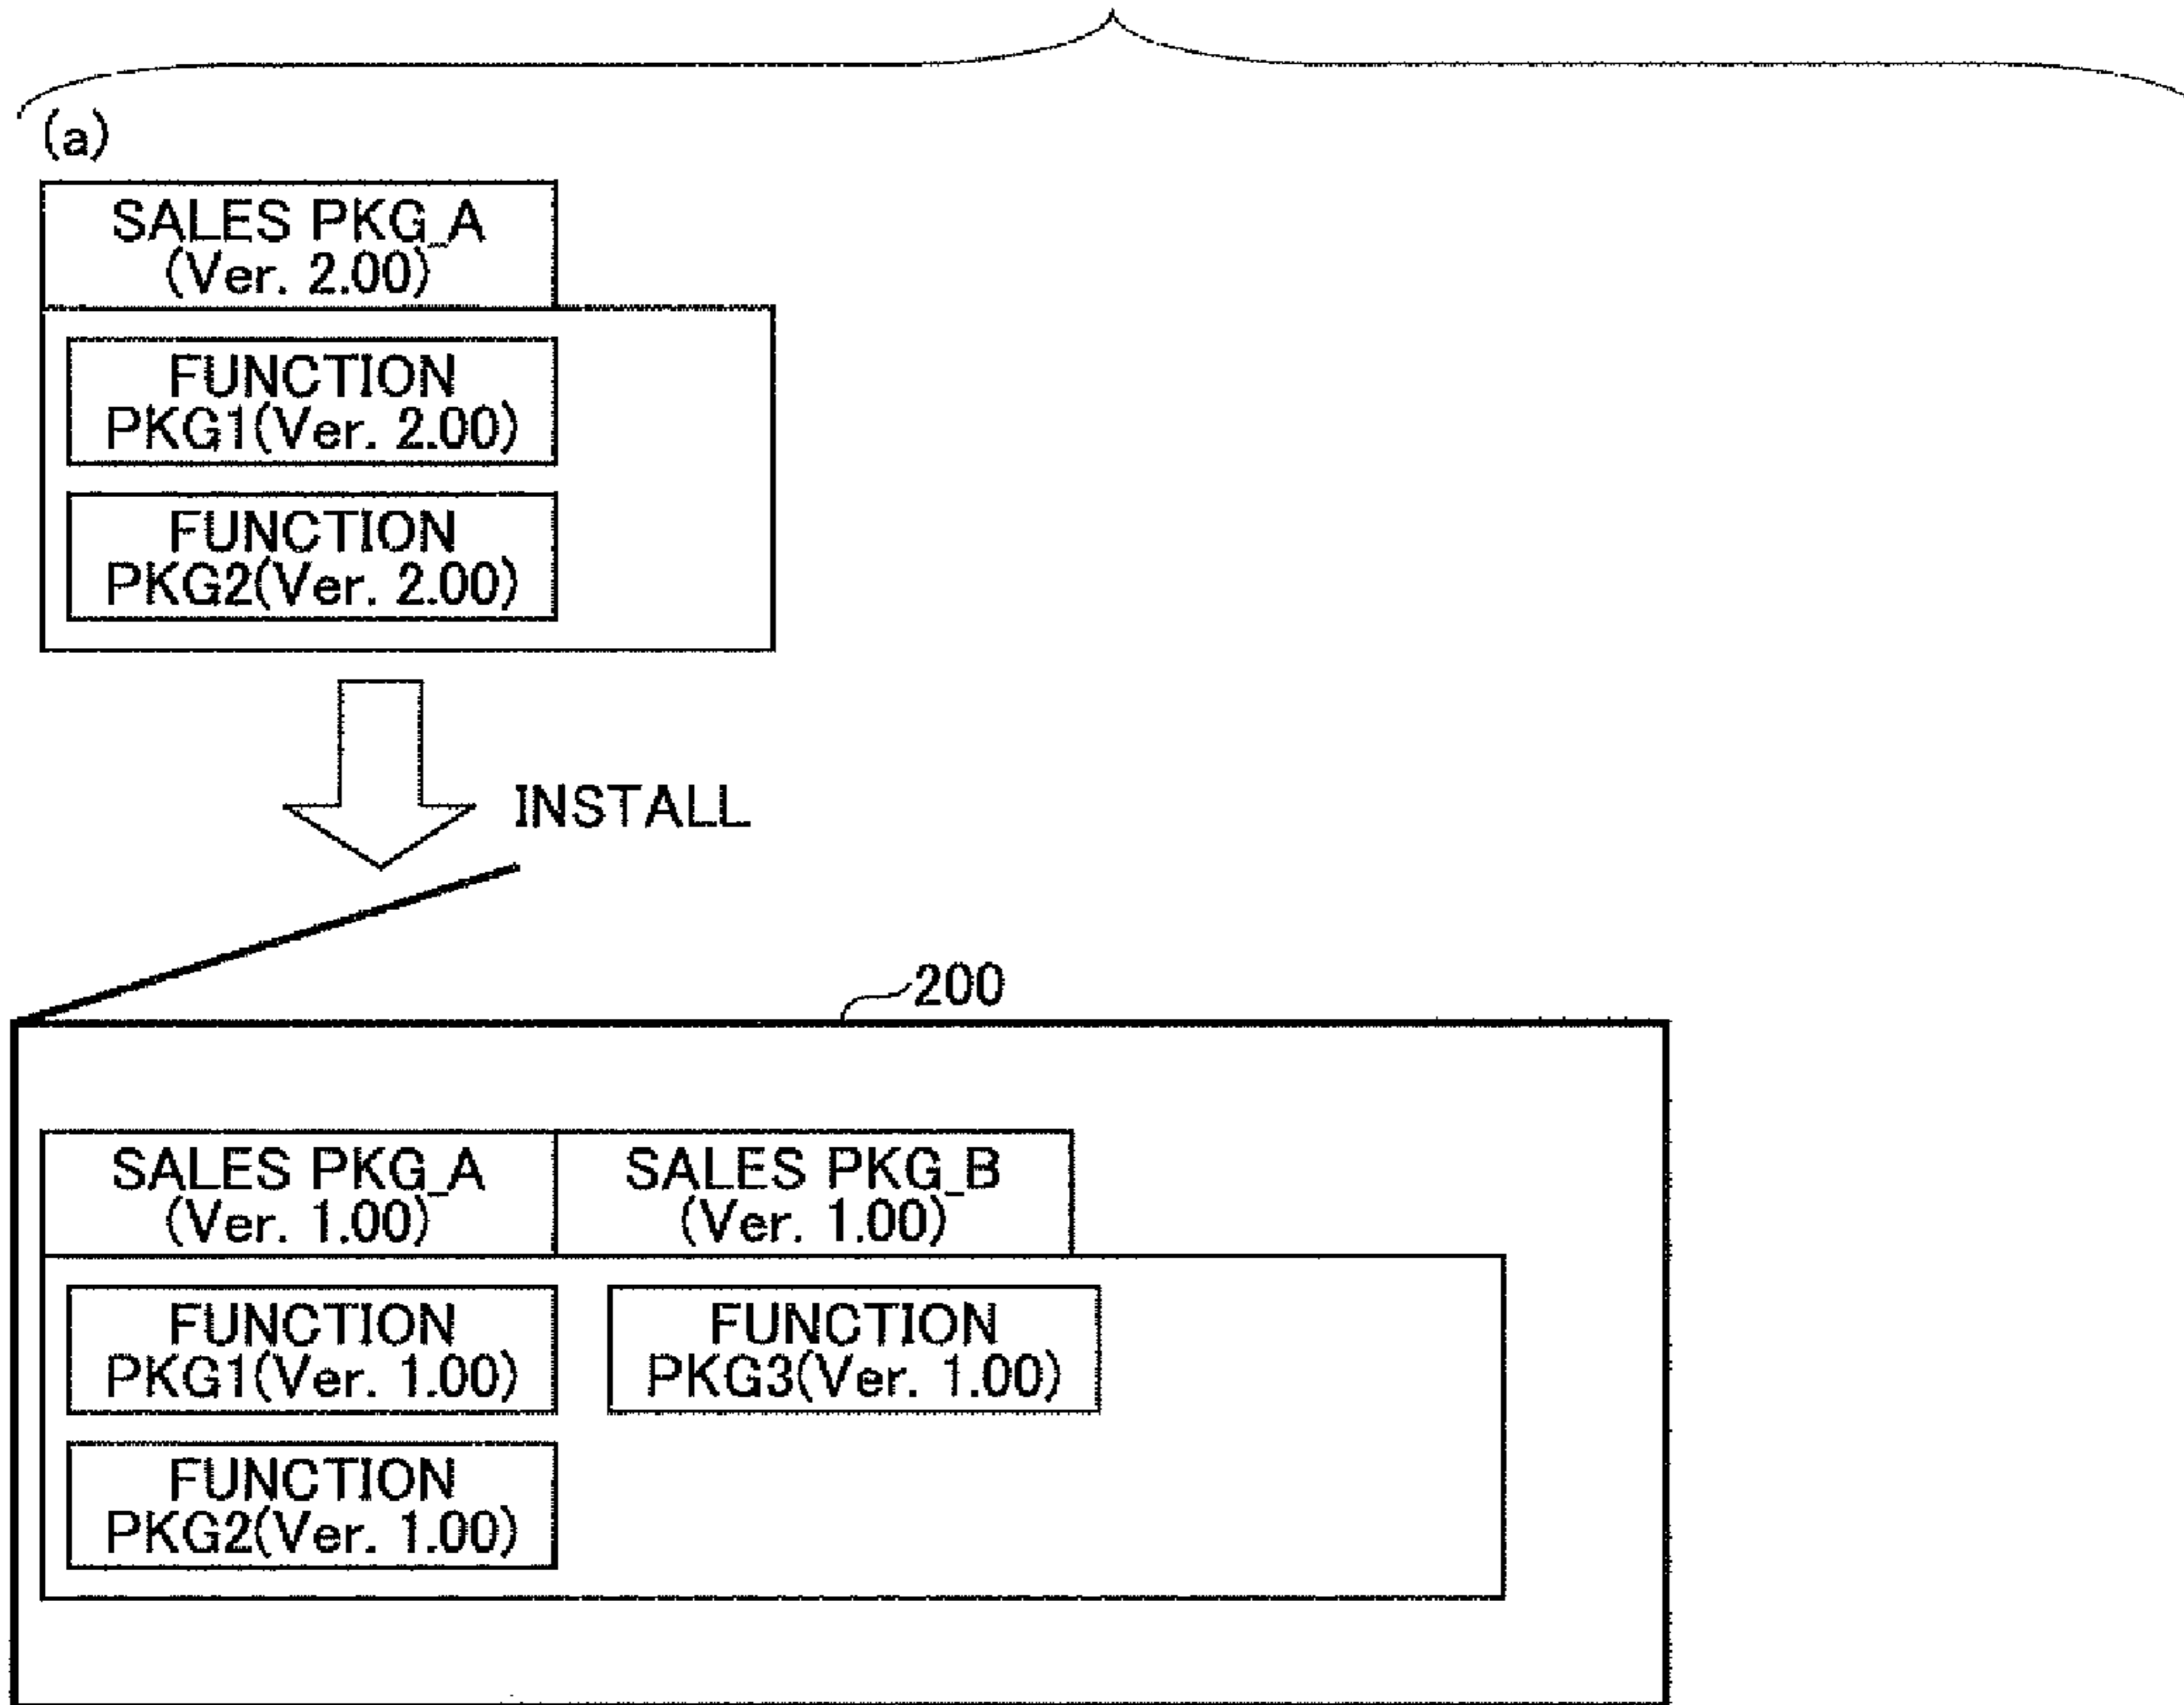 (a)
SALES PKG_A
(Ver. 2.00)
FUNCTION
PKG1(Ver. 2.00)
FUNCTION
PKG2(Ver. 2.00)
INSTALL
200
SALES PKG_A
(Ver. 1.00)
SALES PKG_B
(Ver. 1.00)
FUNCTION
PKG1(Ver. 1.00)
FUNCTION
PKG3(Ver. 1.00)
FUNCTION
PKG2(Ver. 1.00)